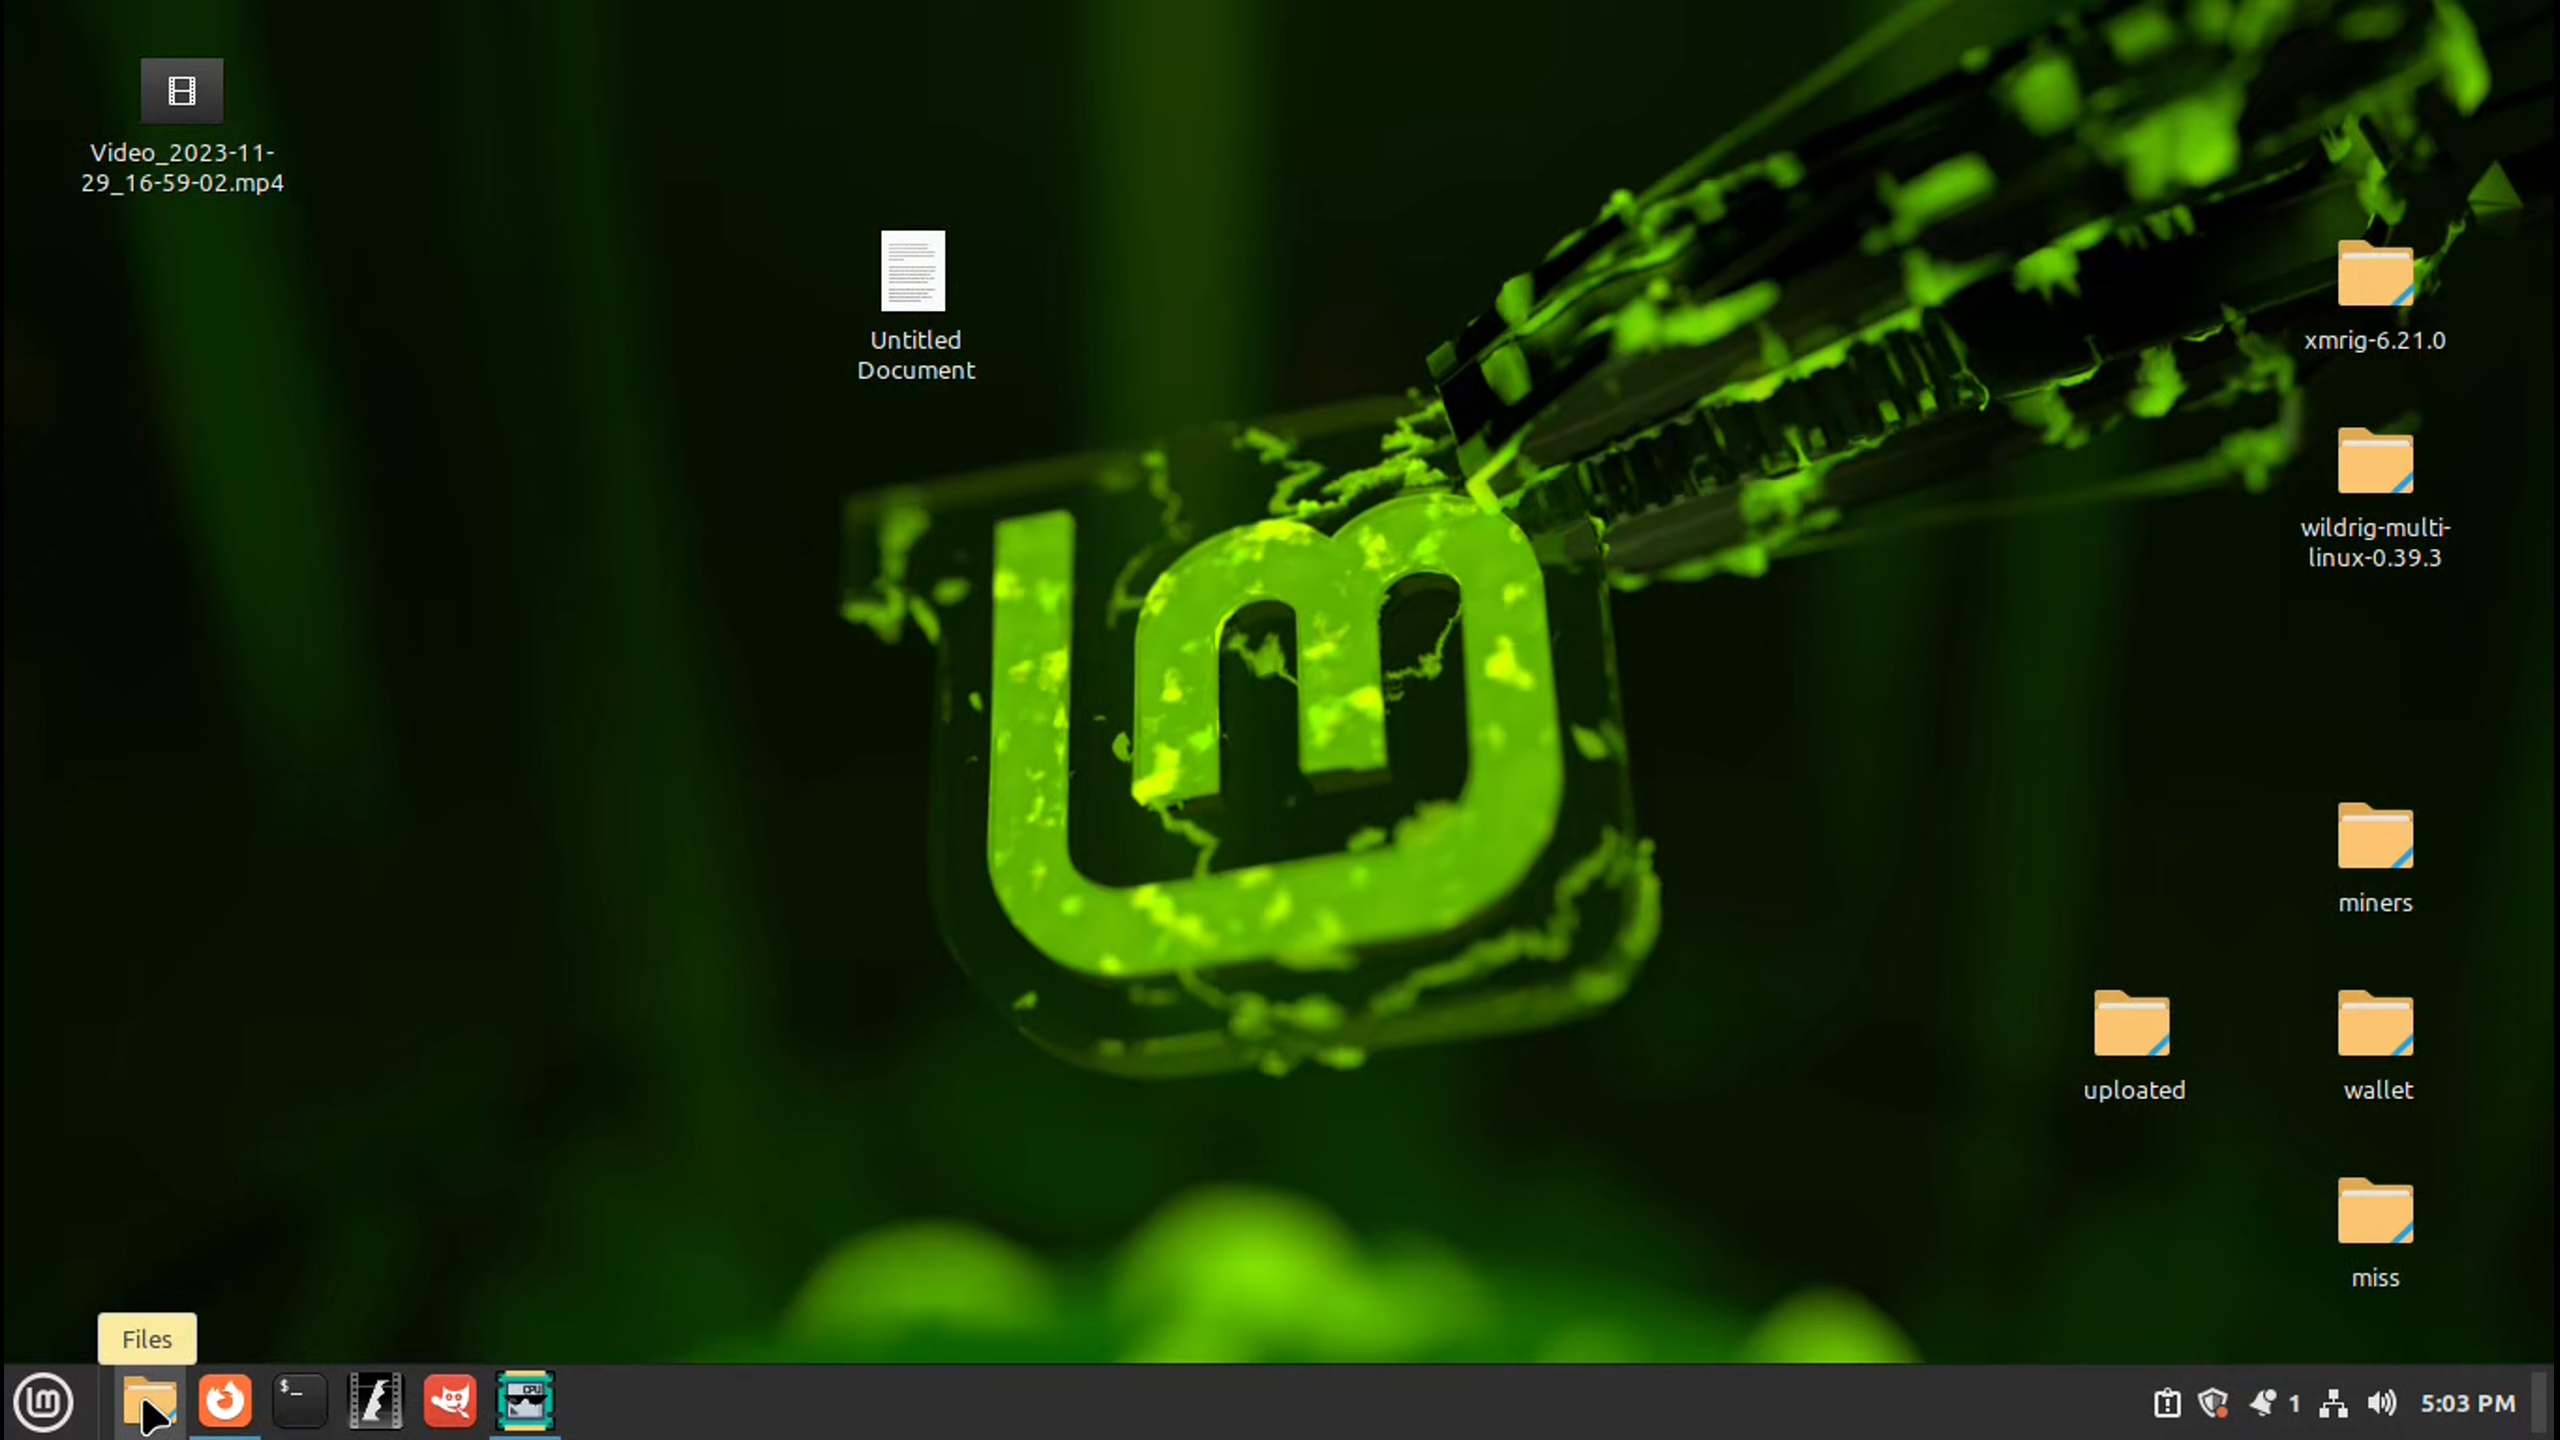 Video_2023-11-
29_16-59-02.mp4
Untitled
Document
xmrig-6.21.0
wildrig-multi-
linux-0.39.3
miners
uploaded
wallet
miss
Files
$_
CPU
1
5:03 PM